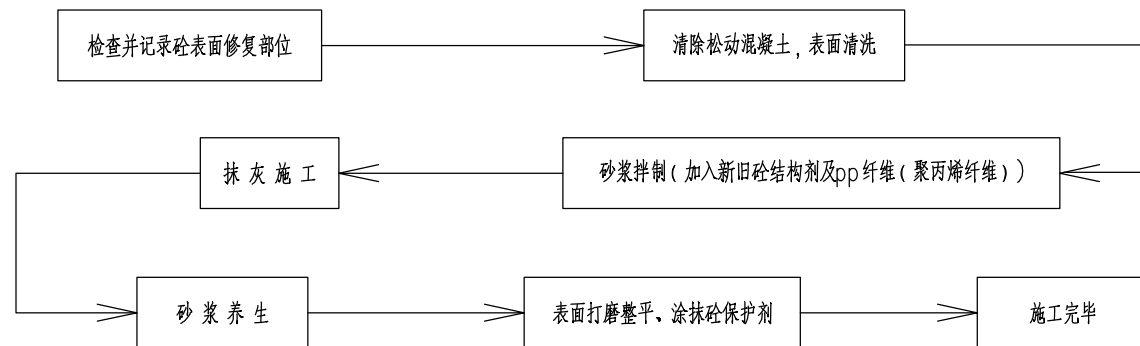 检查并记录砼表面修复部位
清除松动混凝土，表面清洗
砂浆拌制(加入新旧砼结构剂及pp纤维(聚丙烯纤维))
抹灰施工
砂浆养生
表面打磨整平、涂抹砼保护剂
施工完毕